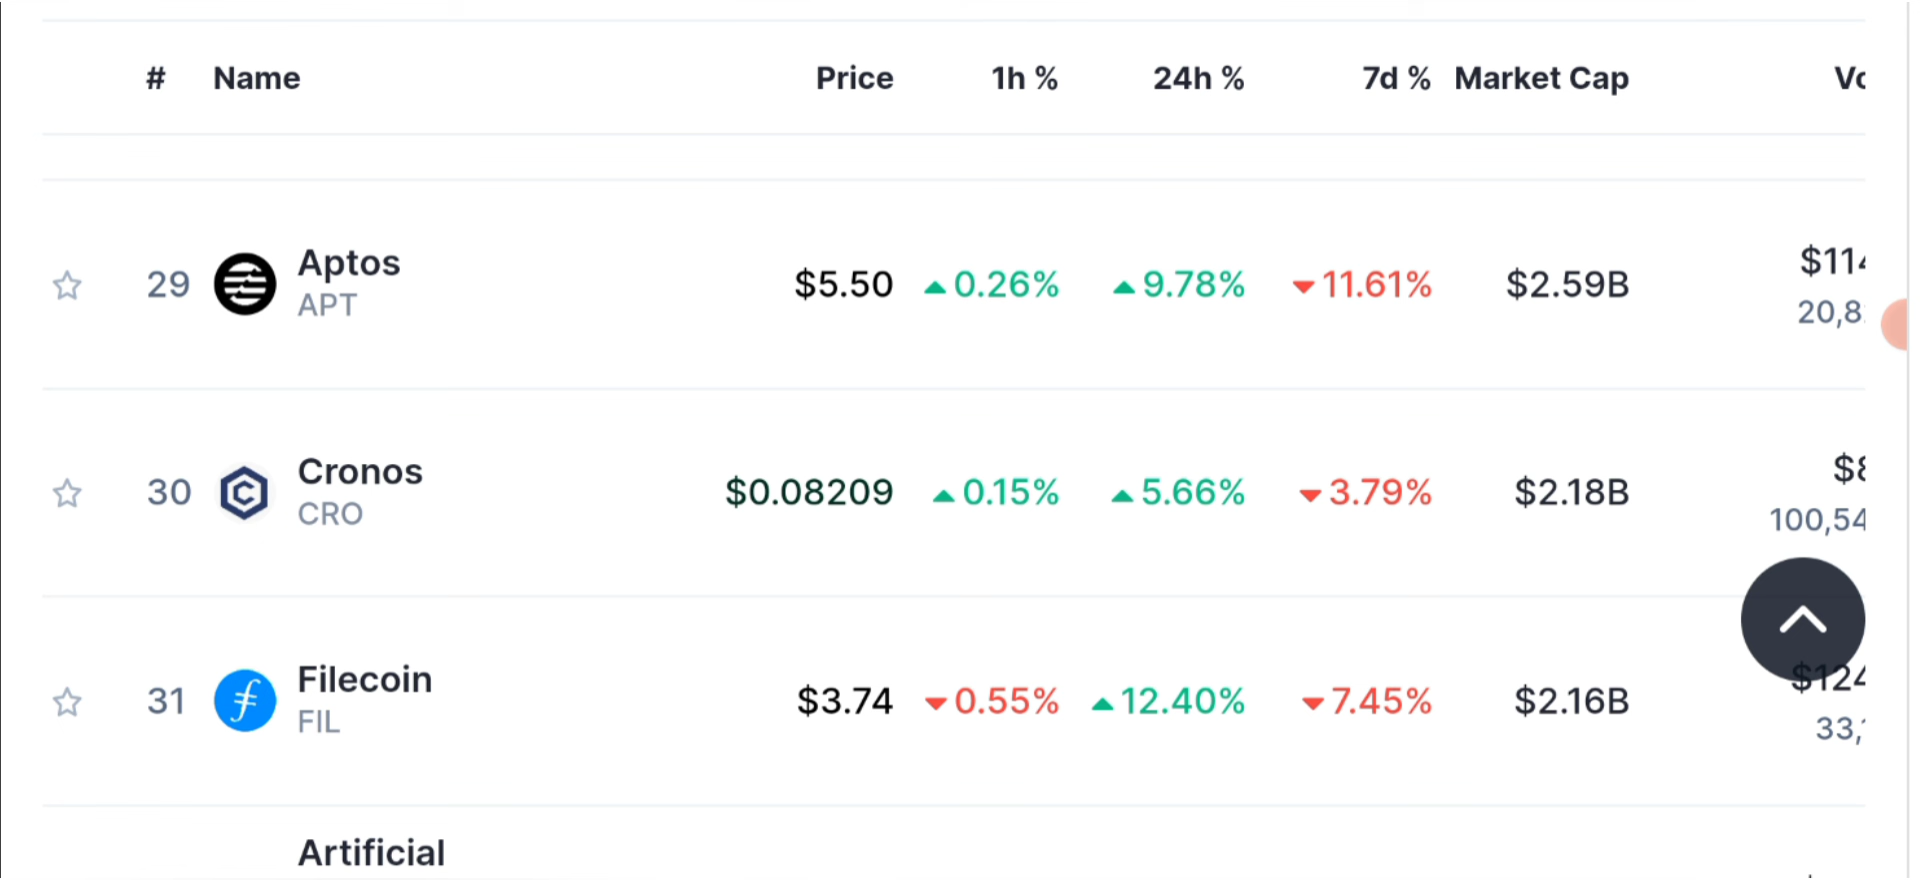 # Name Price 1h % 24h % 7d % Market Cap
29 Aptos APT $5.50 0.26% 9.78% 11.61% $2.59B
30 Cronos CRO $0.08209 0.15% 5.66% 3.79% $2.18B
31 Filecoin FIL $3.74 0.55% 12.40% 7.45% $2.16B
Artificial